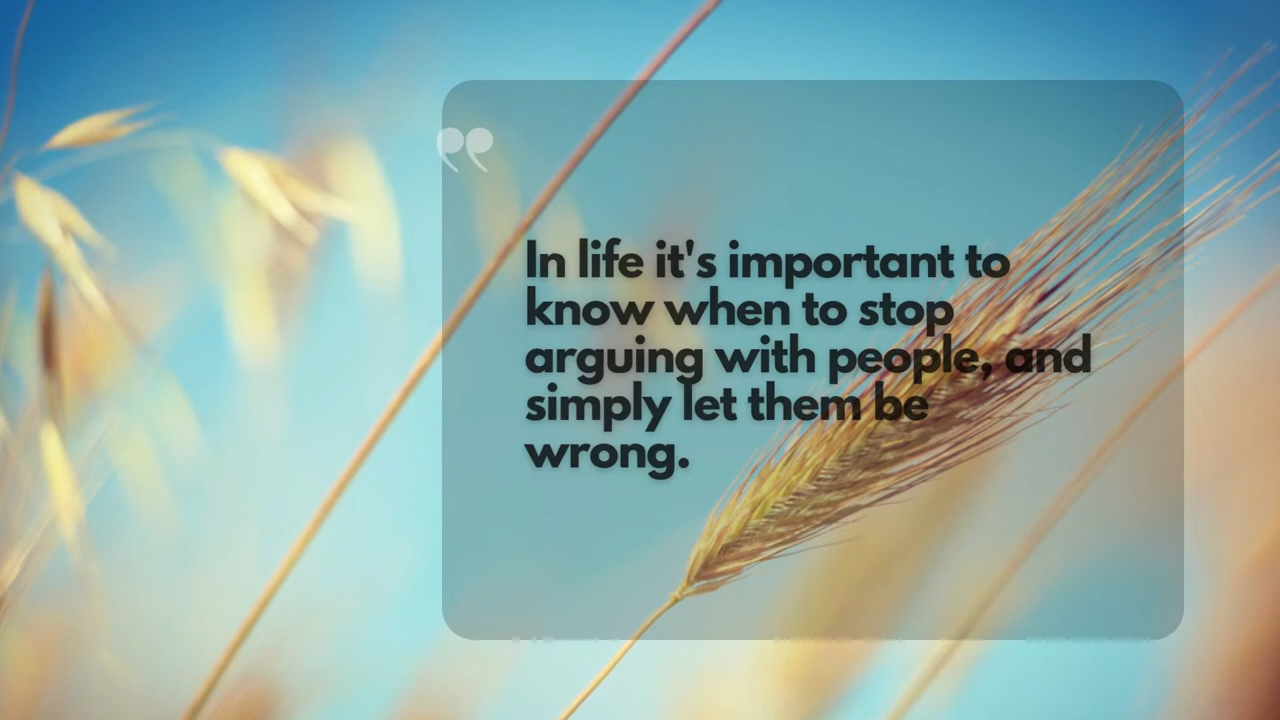 "
In life it's important to
know when to stop
arguing with people, and
simply let them be
wrong.